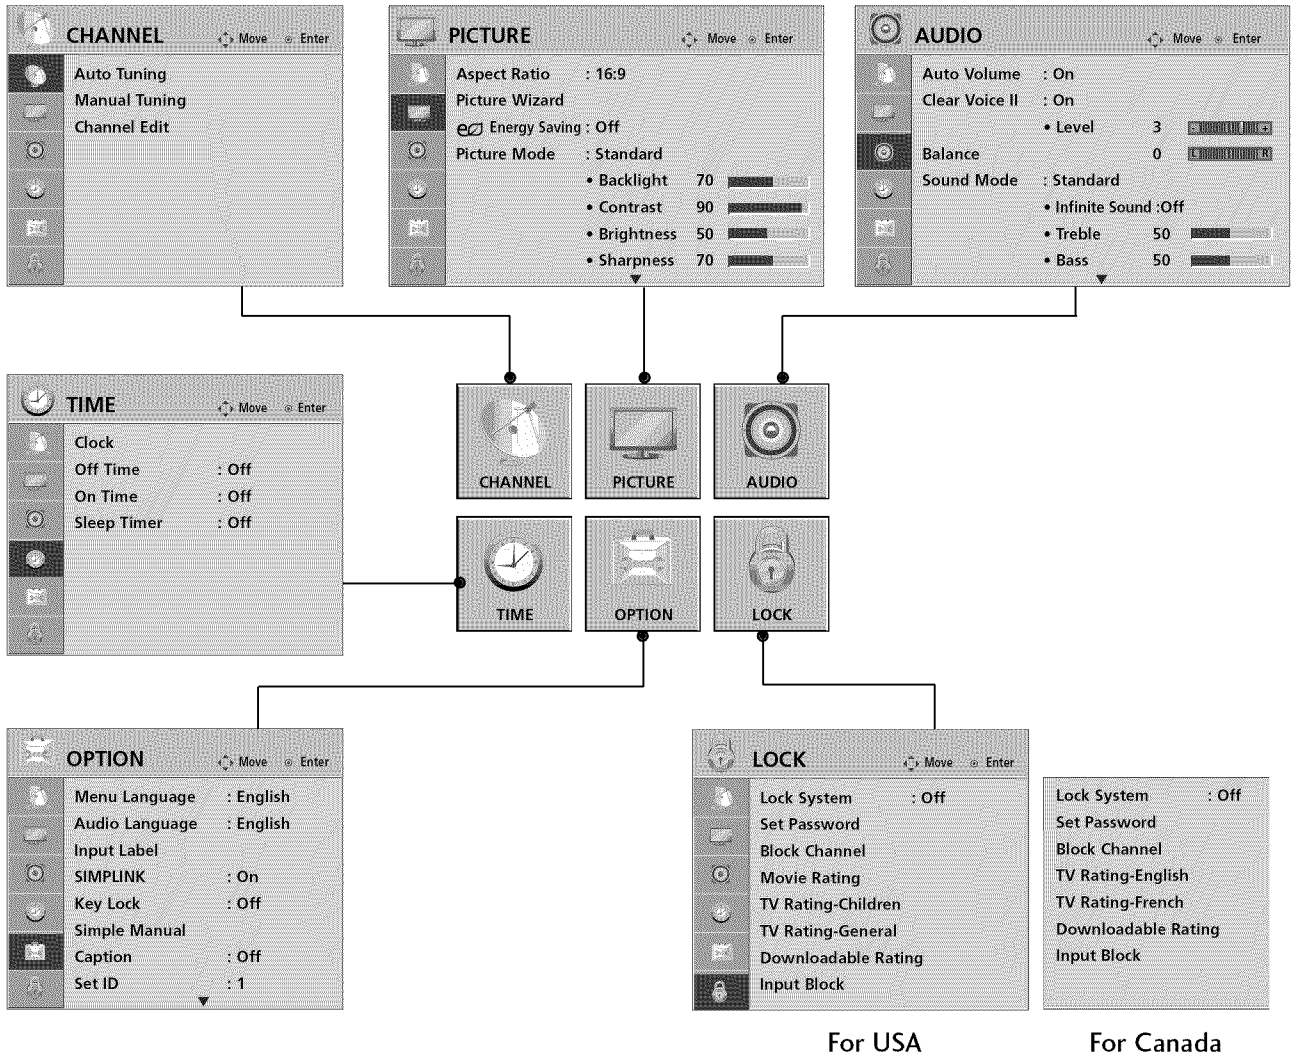 CHANNEL Move Enter
Auto Tuning
Manual Tuning
Channel Edit
PICTURE Move Enter
Aspect Ratio : 16:9
Picture Wizard
eco Energy Saving : Off
Picture Mode : Standard
• Backlight 70
• Contrast 90
• Brightness 50
• Sharpness 70
AUDIO Move Enter
Auto Volume : On
Clear Voice II : On
• Level 3 - +
Balance 0 L R
Sound Mode : Standard
• Infinite Sound :Off
• Treble 50
• Bass 50
TIME Move Enter
Clock
Off Time : Off
On Time : Off
Sleep Timer : Off
CHANNEL PICTURE AUDIO
TIME OPTION LOCK
OPTION Move Enter
Menu Language : English
Audio Language : English
Input Label
SIMPLINK : On
Key Lock : Off
Simple Manual
Caption : Off
Set ID : 1
LOCK Move Enter
Lock System : Off
Set Password
Block Channel
Movie Rating
TV Rating-Children
TV Rating-General
Downloadable Rating
Input Block
For USA
Lock System : Off
Set Password
Block Channel
TV Rating-English
TV Rating-French
Downloadable Rating
Input Block
For Canada